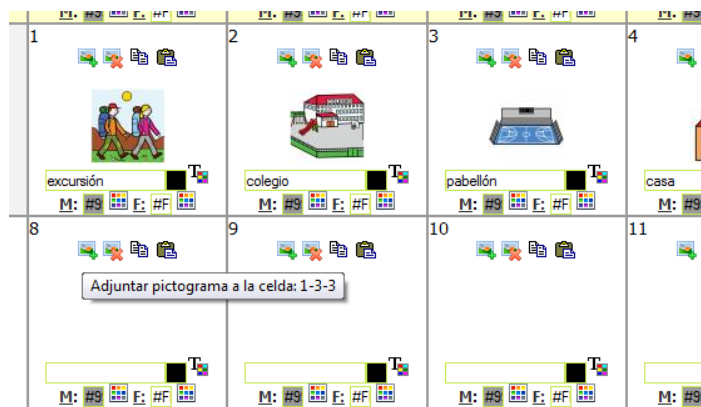 M: #9 F: #F M: #9 F: #F M: #9 F: #F M: #9
1 2 3 4
COLEGIO
excursión colegio pabellón casa
T T T
M: #9 F: #F M: #9 F: #F M: #9 F: #F M: #9
8 9 10 11
Adjuntar pictograma a la celda: 1-3-3
T T T
M: #9 F: #F M: #9 F: #F M: #9 F: #F M: #9